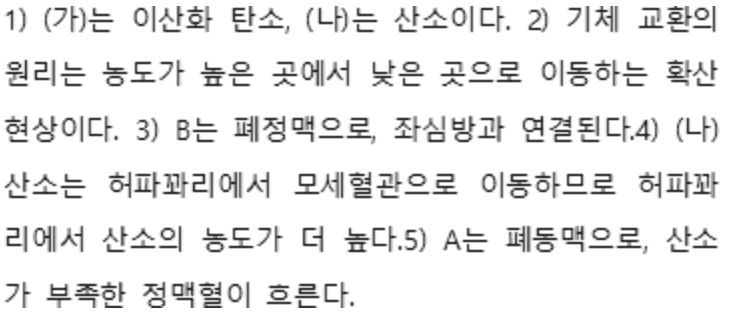 1) (가)는 이산화 탄소, (나)는 산소이다. 2) 기체 교환의
원리는 농도가 높은 곳에서 낮은 곳으로 이동하는 확산
현상이다. 3) B는 폐정맥으로, 좌심방과 연결된다.4) (나)
산소는 허파꽈리에서 모세혈관으로 이동하므로 허파꽈
리에서 산소의 농도가 더 높다.5) A는 폐동맥으로, 산소
가 부족한 정맥혈이 흐른다.